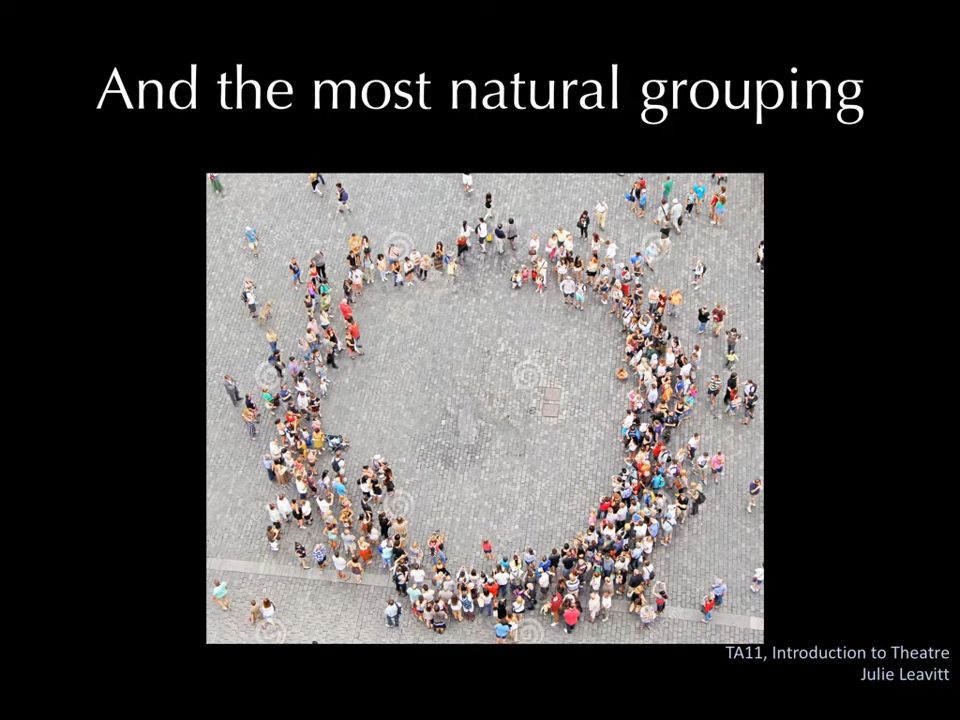 And the most natural grouping
TA11, Introduction to Theatre
Julie Leavitt